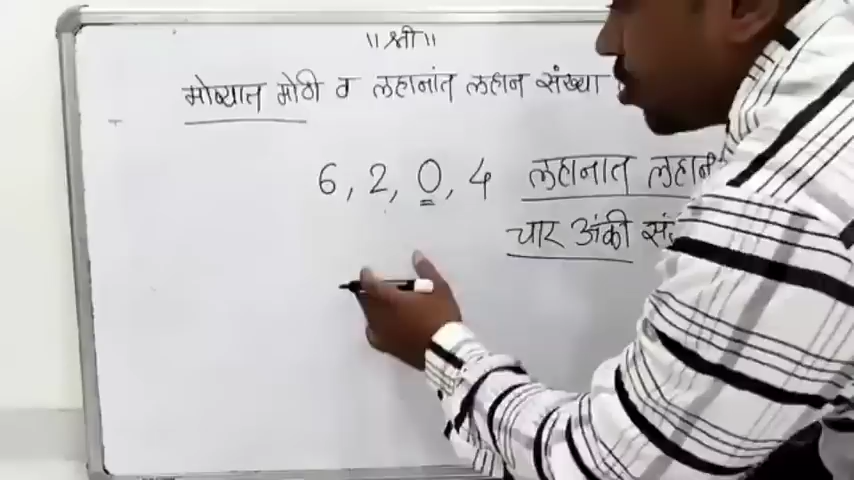 ॥ श्री ॥
मोठ्यात मोठी व लहानांत लहान संख्या
6, 2, 0, 4 लहानात लहान
चार अंकी